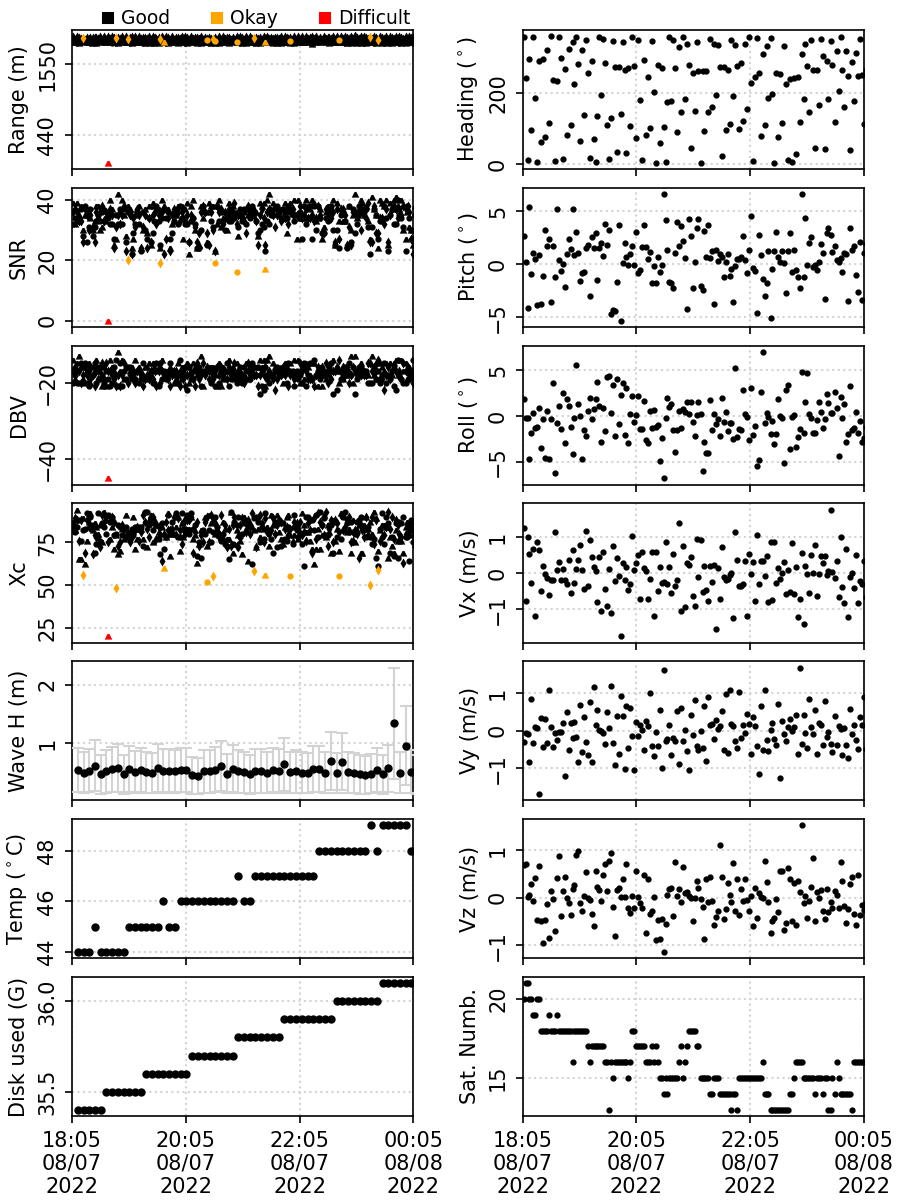 Good Okay Difficult
Range (m)
1550
440
Heading (°)
200
0
SNR
40
20
0
Pitch (°)
5
0
−5
DBV
−20
−40
Roll (°)
5
0
−5
Xc
75
50
25
Vx (m/s)
1
0
−1
Wave H (m)
2
1
Vy (m/s)
1
0
−1
Temp (°C)
48
46
44
Vz (m/s)
1
0
−1
Disk used (G)
36.0
35.5
Sat. Numb.
20
15
18:05 20:05 22:05 00:05 18:05 20:05 22:05 00:05
08/07 08/07 08/07 08/08 08/07 08/07 08/07 08/08
2022 2022 2022 2022 2022 2022 2022 2022